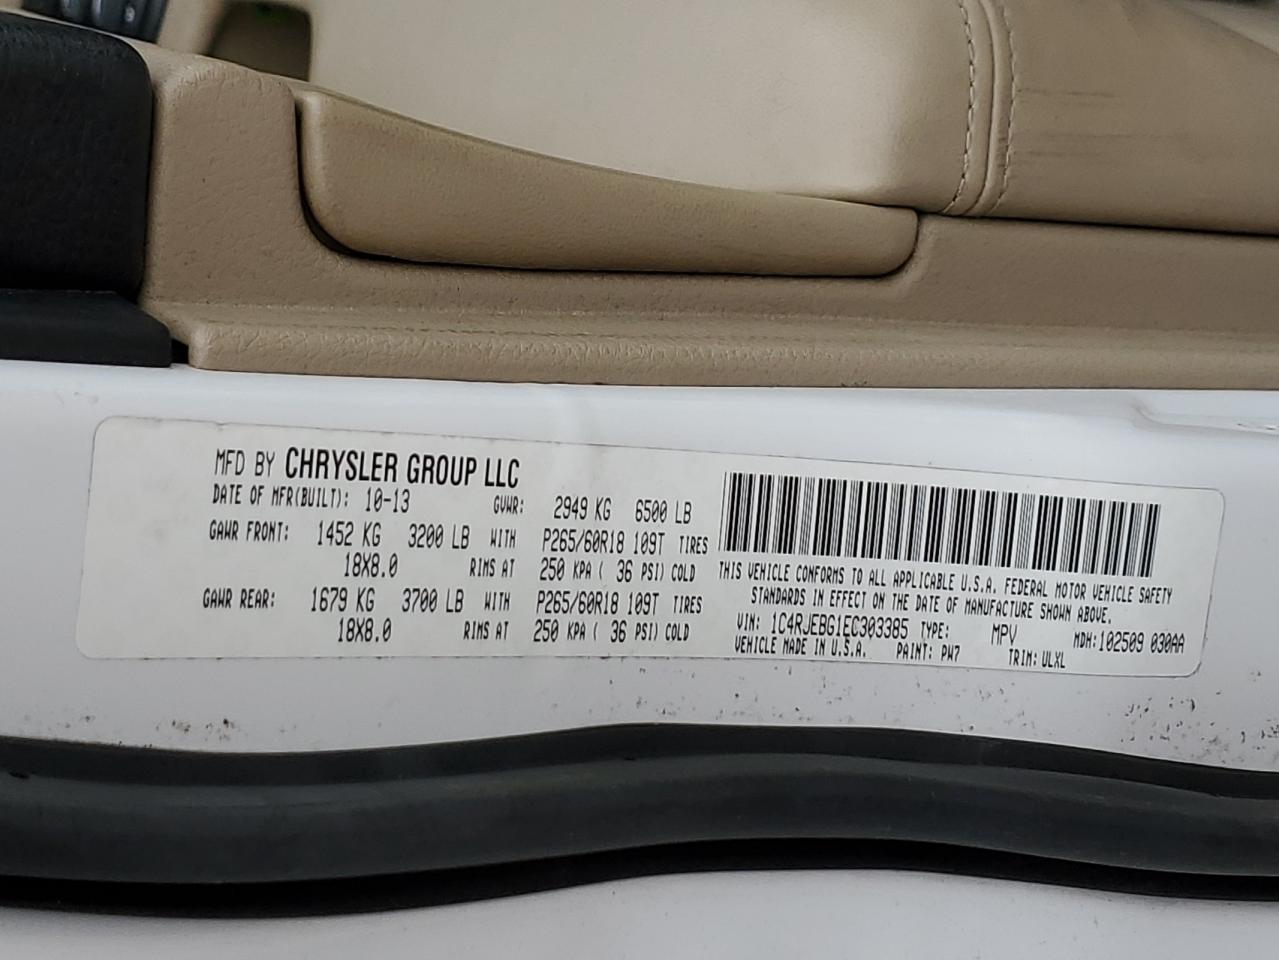 MFD BY CHRYSLER GROUP LLC
DATE OF MFR(BUILT): 10-13 GVWR: 2949 KG 6500 LB
GAWR FRONT: 1452 KG 3200 LB WITH P265/60R18 109T TIRES
18X8.0 RIMS AT 250 KPA ( 36 PSI) COLD
GAWR REAR: 1679 KG 3700 LB WITH P265/60R18 109T TIRES
18X8.0 RIMS AT 250 KPA ( 36 PSI) COLD
THIS VEHICLE CONFORMS TO ALL APPLICABLE U.S.A. FEDERAL MOTOR VEHICLE SAFETY
STANDARDS IN EFFECT ON THE DATE OF MANUFACTURE SHOWN ABOVE.
VIN: 1C4RJEBG1EC303385 TYPE: MPV MDH:102509 030AA
VEHICLE MADE IN U.S.A. PAINT: PW7 TRIM: ULXL